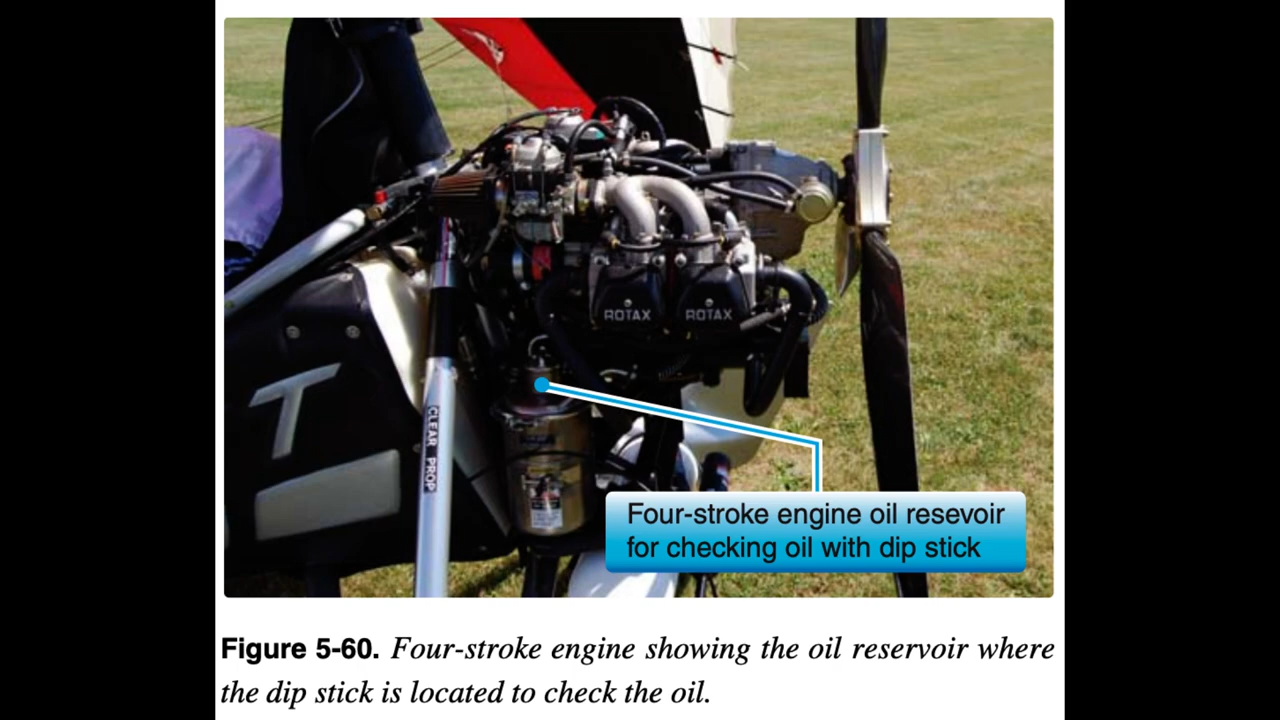 ROTAX ROTAX
CLEAR PROP
Four-stroke engine oil resevoir
for checking oil with dip stick
Figure 5-60. Four-stroke engine showing the oil reservoir where
the dip stick is located to check the oil.